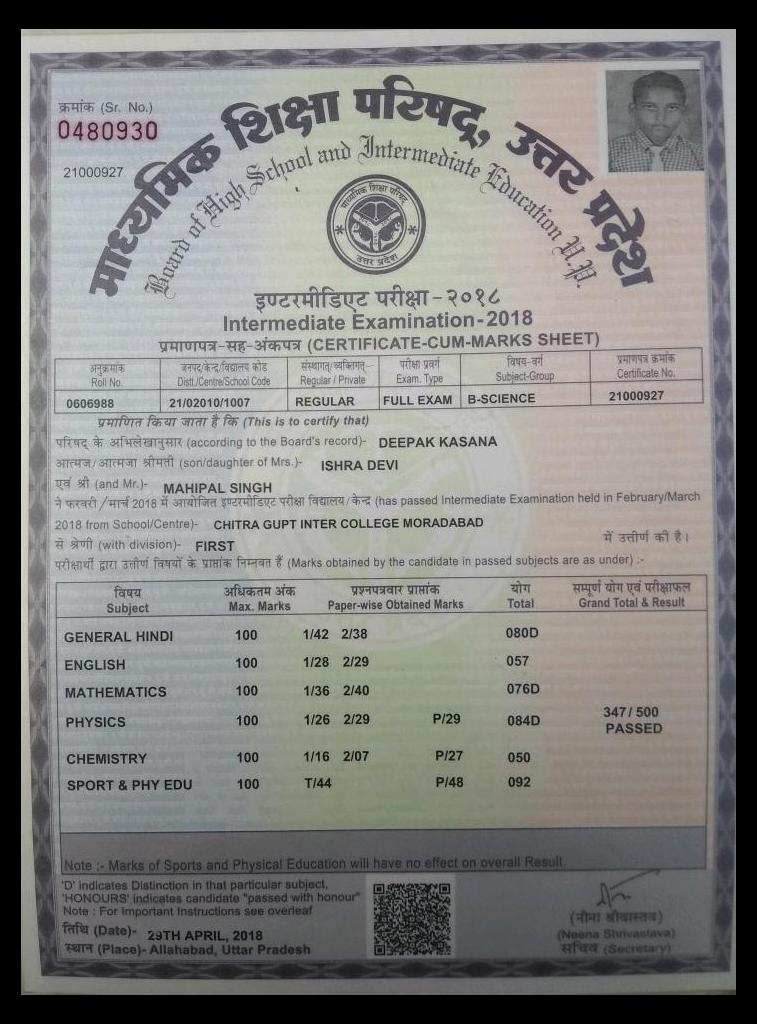 क्रमांक (Sr. No.)
0480930
21000927
माध्यमिक शिक्षा परिषद्, उत्तर प्रदेश
Board of High School and Intermediate Education U.P.
माध्यमिक शिक्षा परिषद्
उत्तर प्रदेश
इण्टरमीडिएट परीक्षा - २०१८
Intermediate Examination - 2018
प्रमाणपत्र-सह-अंकपत्र (CERTIFICATE-CUM-MARKS SHEET)
अनुक्रमांक जनपद/केन्द्र/विद्यालय कोड संस्थागत/व्यक्तिगत परीक्षा प्रवर्ग विषय-वर्ग प्रमाणपत्र क्रमांक
Roll No. Distt./Centre/School Code Regular / Private Exam. Type Subject-Group Certificate No.
0606988 21/02010/1007 REGULAR FULL EXAM B-SCIENCE 21000927
प्रमाणित किया जाता है कि (This is to certify that)
परिषद् के अभिलेखानुसार (according to the Board's record)- DEEPAK KASANA
आत्मज/आत्मजा श्रीमती (son/daughter of Mrs.)- ISHRA DEVI
एवं श्री (and Mr.)- MAHIPAL SINGH
ने फरवरी/मार्च 2018 में आयोजित इण्टरमीडिएट परीक्षा विद्यालय/केन्द्र (has passed Intermediate Examination held in February/March
2018 from School/Centre)- CHITRA GUPT INTER COLLEGE MORADABAD में उत्तीर्ण की है।
से श्रेणी (with division)- FIRST
परीक्षार्थी द्वारा उत्तीर्ण विषयों के प्राप्तांक निम्नवत हैं (Marks obtained by the candidate in passed subjects are as under) :-
विषय अधिकतम अंक प्रश्नपत्रवार प्राप्तांक योग सम्पूर्ण योग एवं परीक्षाफल
Subject Max. Marks Paper-wise Obtained Marks Total Grand Total & Result
GENERAL HINDI 100 1/42 2/38 080D
ENGLISH 100 1/28 2/29 057
MATHEMATICS 100 1/36 2/40 076D
PHYSICS 100 1/26 2/29 P/29 084D 347/ 500
PASSED
CHEMISTRY 100 1/16 2/07 P/27 050
SPORT & PHY EDU 100 T/44 P/48 092
Note :- Marks of Sports and Physical Education will have no effect on overall Result.
'D' indicates Distinction in that particular subject,
'HONOURS' indicates candidate "passed with honour"
Note : For Important Instructions see overleaf
तिथि (Date)- 29TH APRIL, 2018
स्थान (Place)- Allahabad, Uttar Pradesh
(नीना श्रीवास्तव)
(Neena Shrivastava)
सचिव (Secretary)